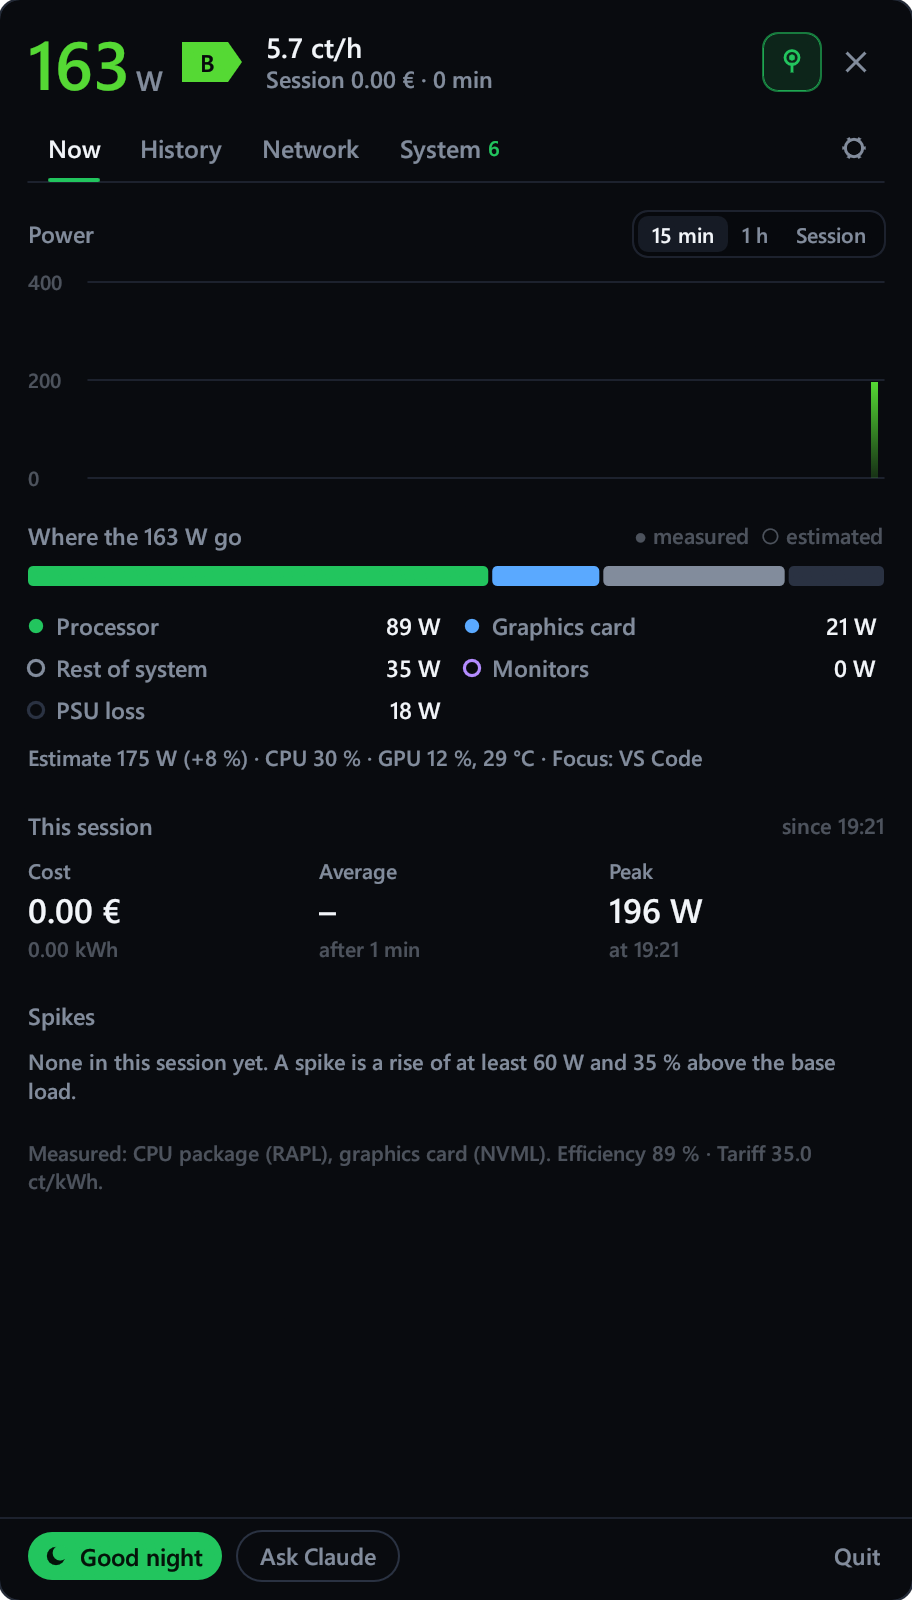 163 W B 5.7 ct/h
Session 0.00 € · 0 min
Now History Network System 6
Power 15 min 1 h Session
400
200
0
Where the 163 W go measured estimated
Processor 89 W Graphics card 21 W
Rest of system 35 W Monitors 0 W
PSU loss 18 W
Estimate 175 W (+8 %) · CPU 30 % · GPU 12 %, 29 °C · Focus: VS Code
This session since 19:21
Cost Average Peak
0.00 € – 196 W
0.00 kWh after 1 min at 19:21
Spikes
None in this session yet. A spike is a rise of at least 60 W and 35 % above the base
load.
Measured: CPU package (RAPL), graphics card (NVML). Efficiency 89 % · Tariff 35.0
ct/kWh.
Good night Ask Claude Quit